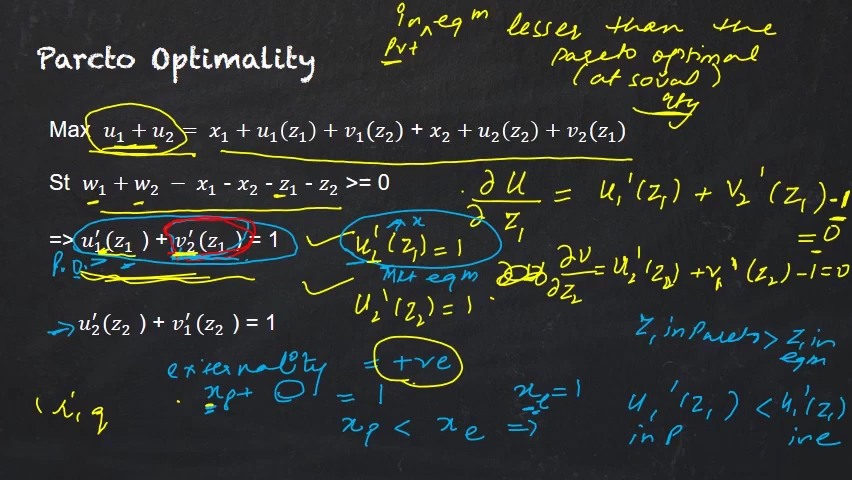 in eqm lesser than the
Pvt pareto optimal
Parcto Optimality
(at
Max u₁ + u₂ = x₁ + u₁(z₁) + v₁(z₂) + x₂ + u₂(z₂) + v₂(z₁)
St w₁ + w₂ − x₁ - x₂ - z₁ - z₂ >= 0
∂U/∂z₁ = u₁'(z₁) + v₂'(z₁) - 1 = 0
=> u₁′(z₁) + v₂′(z₁) = 1
u₁'(z₁) = 1
x
P.O.
Mkt eqm
∂v/∂z₂ = u₂'(z₂) + v₁'(z₂) - 1 = 0
u₂'(z₂) = 1
u₂′(z₂) + v₁′(z₂) = 1
z₁ in Pareto > z₁ in
eqm
externality = +ve
xp + O = 1
xe = 1
u₁'(z₁) < u₁'(z₁)
in P in e
xp < xe ⇒